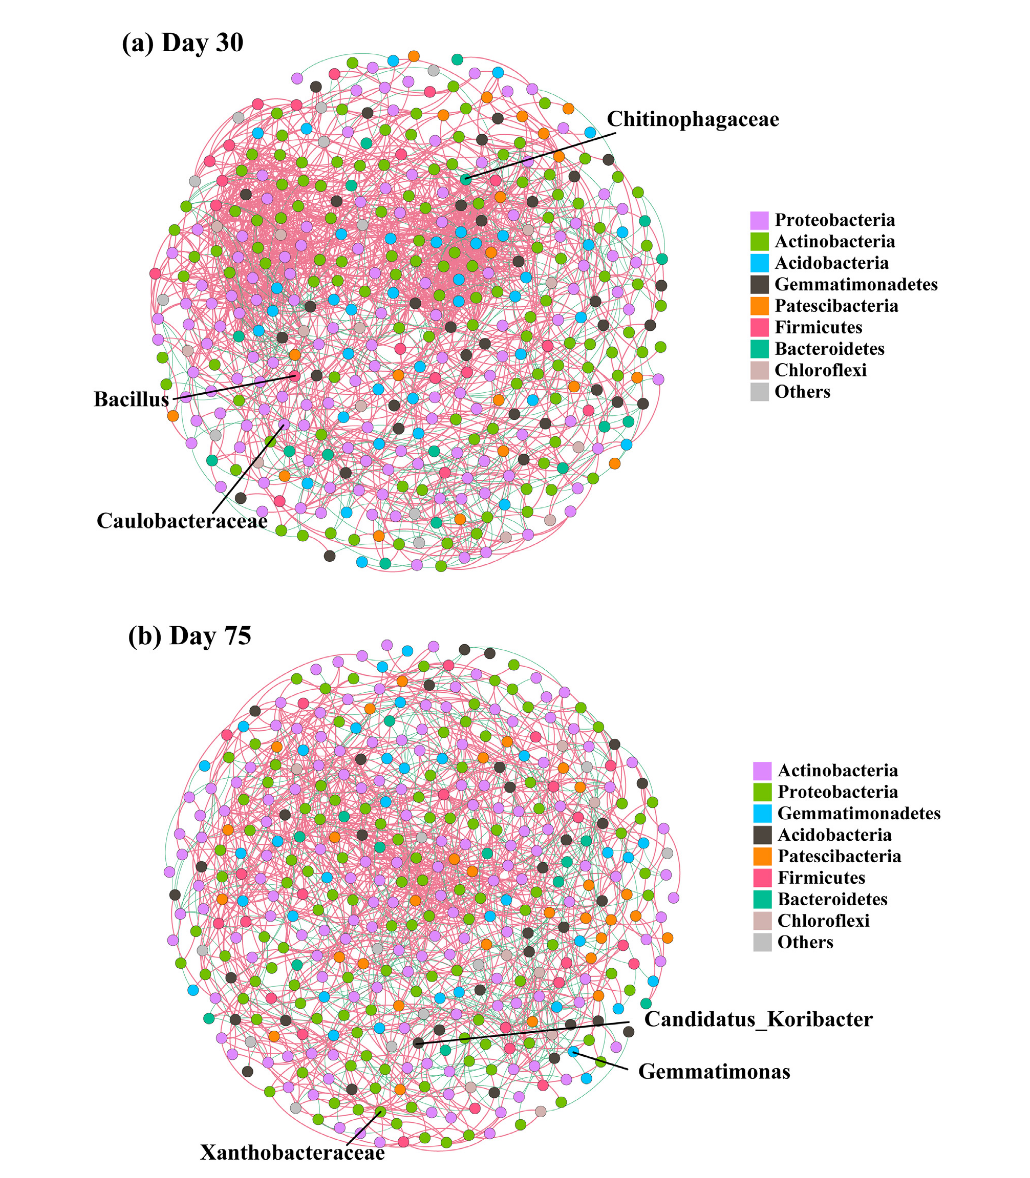 (a) Day 30
Chitinophagaceae
Proteobacteria
Actinobacteria
Acidobacteria
Gemmatimonadetes
Patescibacteria
Firmicutes
Bacteroidetes
Chloroflexi
Others
Bacillus
Caulobacteraceae
(b) Day 75
Actinobacteria
Proteobacteria
Gemmatimonadetes
Acidobacteria
Patescibacteria
Firmicutes
Bacteroidetes
Chloroflexi
Others
Candidatus_Koribacter
Gemmatimonas
Xanthobacteraceae